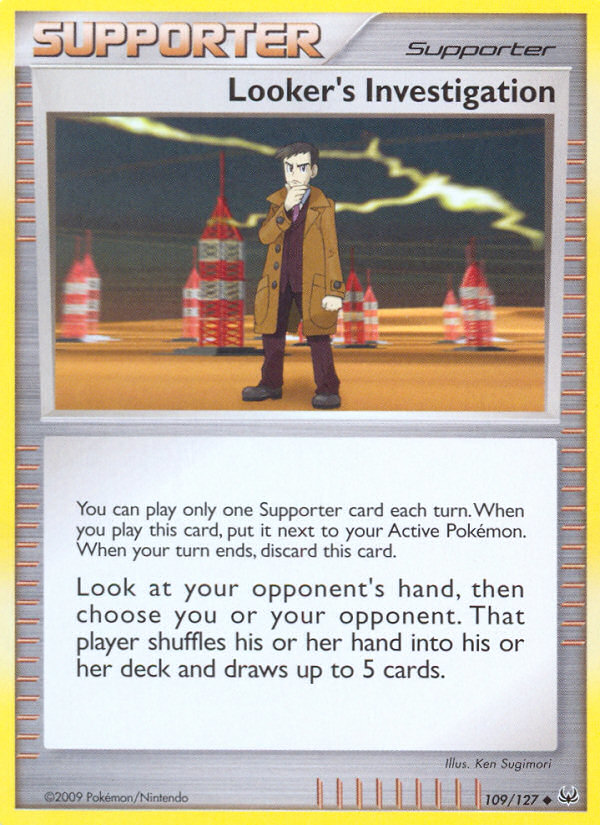 SUPPORTER
Supporter
Looker's Investigation
You can play only one Supporter card each turn. When
you play this card, put it next to your Active Pokémon.
When your turn ends, discard this card.
Look at your opponent's hand, then
choose you or your opponent. That
player shuffles his or her hand into his or
her deck and draws up to 5 cards.
Illus. Ken Sugimori
©2009 Pokémon/Nintendo
109/127